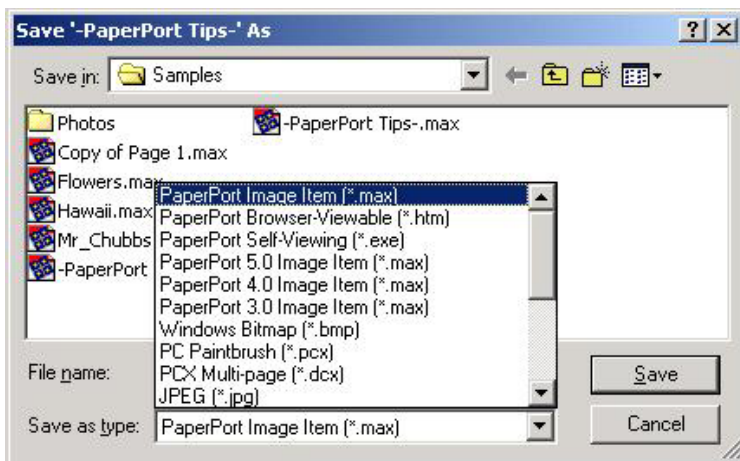 Save '-PaperPort Tips-' As
Save in: Samples
Photos
-PaperPort Tips-.max
Copy of Page 1.max
Flowers.max
Hawaii.max
Mr_Chubbs
-PaperPort
PaperPort Image Item (*.max)
PaperPort Browser-Viewable (*.htm)
PaperPort Self-Viewing (*.exe)
PaperPort 5.0 Image Item (*.max)
PaperPort 4.0 Image Item (*.max)
PaperPort 3.0 Image Item (*.max)
Windows Bitmap (*.bmp)
PC Paintbrush (*.pcx)
PCX Multi-page (*.dcx)
JPEG (*.jpg)
File name:
Save
Save as type: PaperPort Image Item (*.max)
Cancel